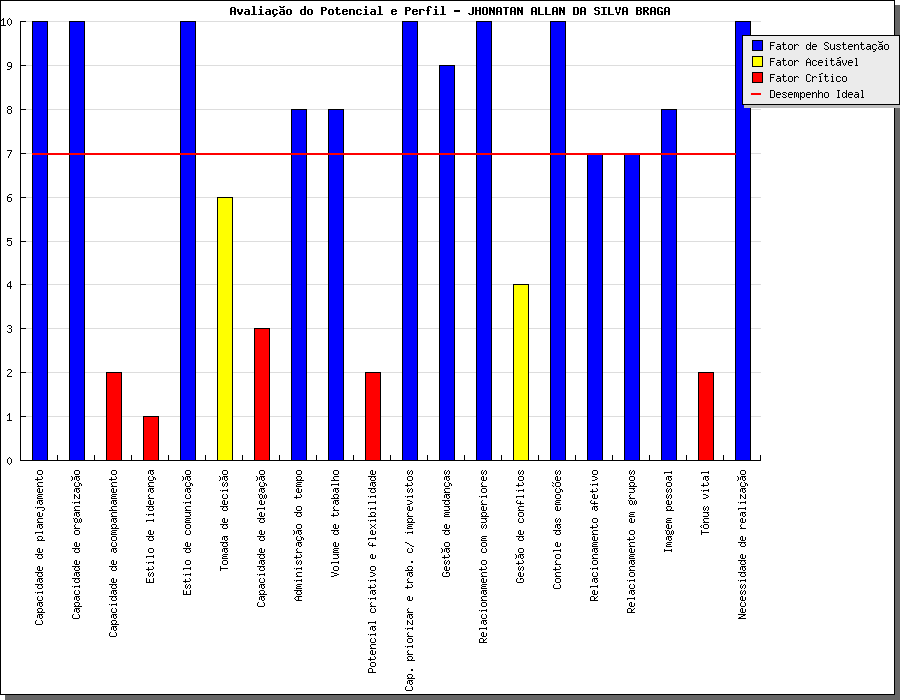 Avaliação do Potencial e Perfil - JHONATAN ALLAN DA SILVA BRAGA
10
9
8
7
6
5
4
3
2
1
0
Fator de Sustentação
Fator Aceitável
Fator Crítico
Desempenho Ideal
Capacidade de planejamento
Capacidade de organização
Capacidade de acompanhamento
Estilo de liderança
Estilo de comunicação
Tomada de decisão
Capacidade de delegação
Administração do tempo
Volume de trabalho
Potencial criativo e flexibilidade
Cap. priorizar e trab. c/ imprevistos
Gestão de mudanças
Relacionamento com superiores
Gestão de conflitos
Controle das emoções
Relacionamento afetivo
Relacionamento em grupos
Imagem pessoal
Tônus vital
Necessidade de realização